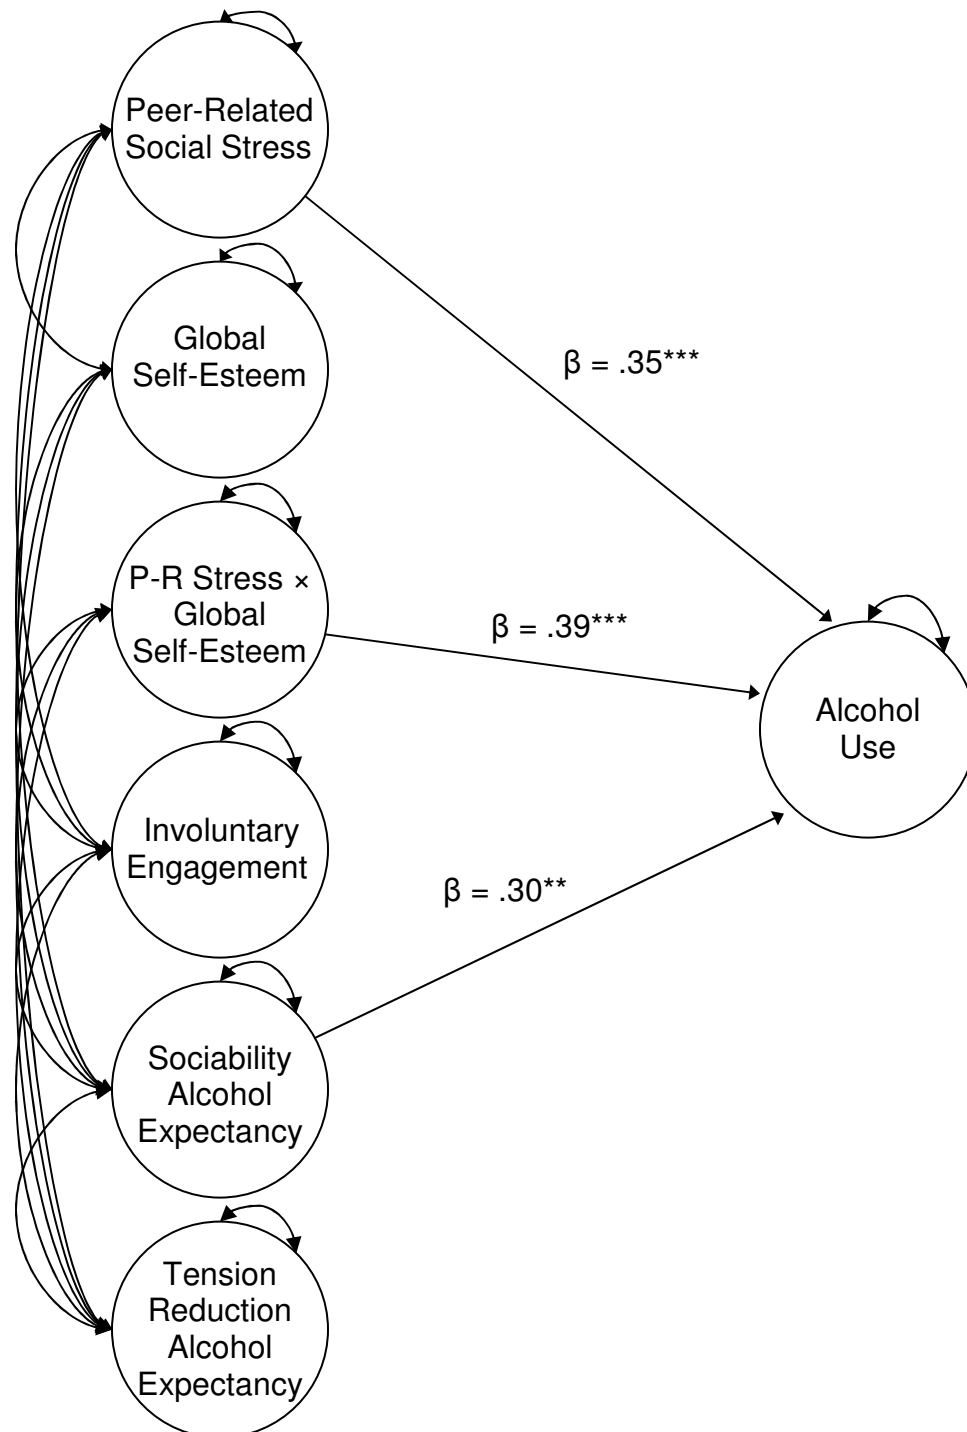 Peer-Related
Social Stress
Global
Self-Esteem
β = .35***
P-R Stress ×
Global
Self-Esteem
β = .39***
Alcohol
Use
Involuntary
Engagement
β = .30**
Sociability
Alcohol
Expectancy
Tension
Reduction
Alcohol
Expectancy